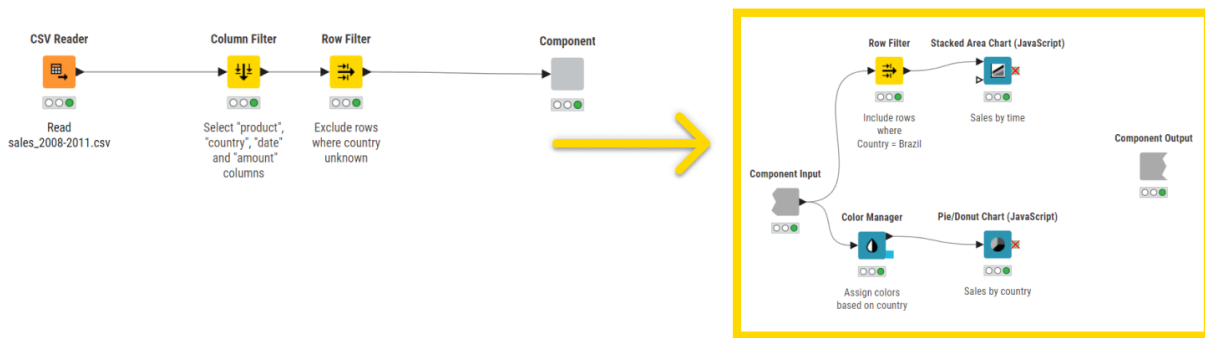 CSV Reader
Read
sales_2008-2011.csv
Column Filter
Select "product",
"country", "date"
and "amount"
columns
Row Filter
Exclude rows
where country
unknown
Component
Row Filter
Include rows
where
Country = Brazil
Stacked Area Chart (JavaScript)
Sales by time
Component Output
Component Input
Color Manager
Assign colors
based on country
Pie/Donut Chart (JavaScript)
Sales by country